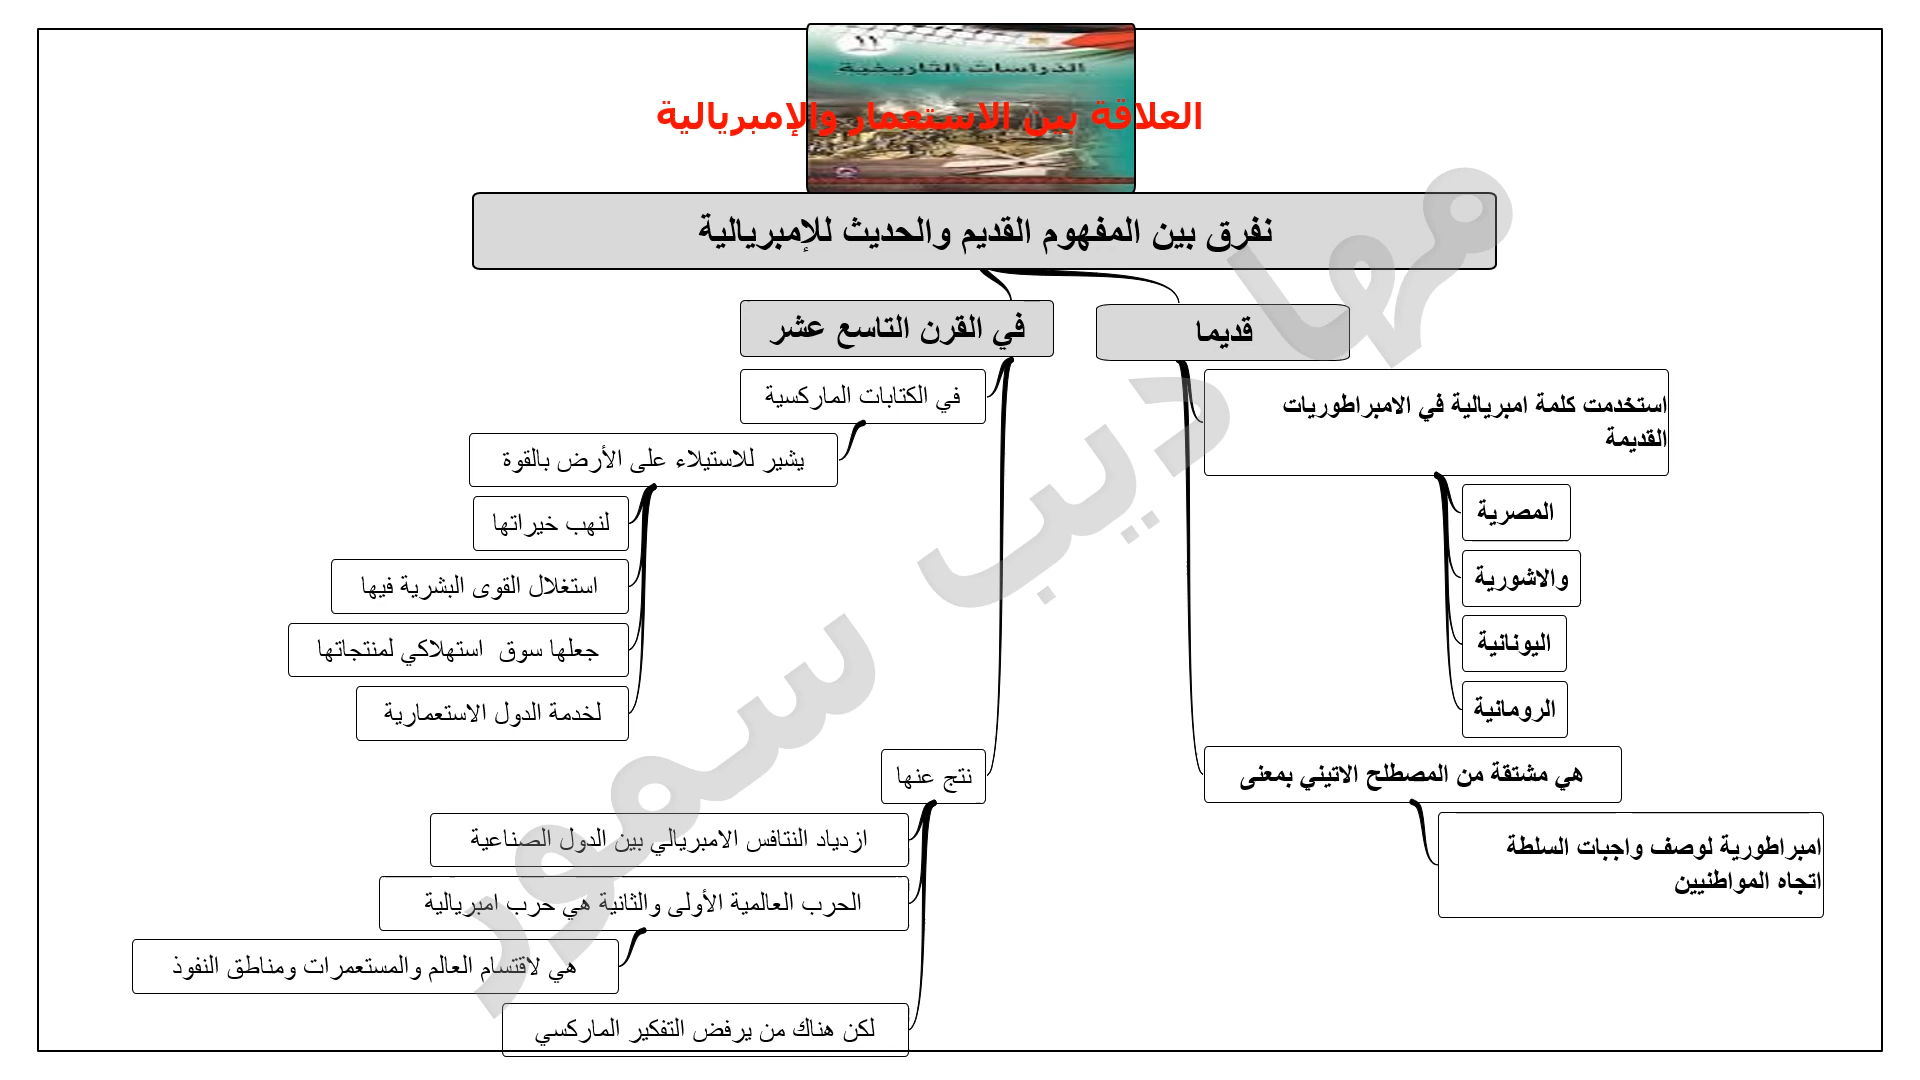 ١١
الدراسات التاريخية
العلاقة بين الاستعمار والإمبريالية
نفرق بين المفهوم القديم والحديث للإمبريالية
قديما
استخدمت كلمة امبريالية في الامبراطوريات
القديمة
المصرية
والاشورية
اليونانية
الرومانية
هي مشتقة من المصطلح الاتيني بمعنى
امبراطورية لوصف واجبات السلطة
اتجاه المواطنيين
في القرن التاسع عشر
في الكتابات الماركسية
يشير للاستيلاء على الأرض بالقوة
لنهب خيراتها
استغلال القوى البشرية فيها
جعلها سوق استهلاكي لمنتجاتها
لخدمة الدول الاستعمارية
نتج عنها
ازدياد التنافس الامبريالي بين الدول الصناعية
الحرب العالمية الأولى والثانية هي حرب امبريالية
هي لاقتسام العالم والمستعمرات ومناطق النفوذ
لكن هناك من يرفض التفكير الماركسي
مها ديب سمور